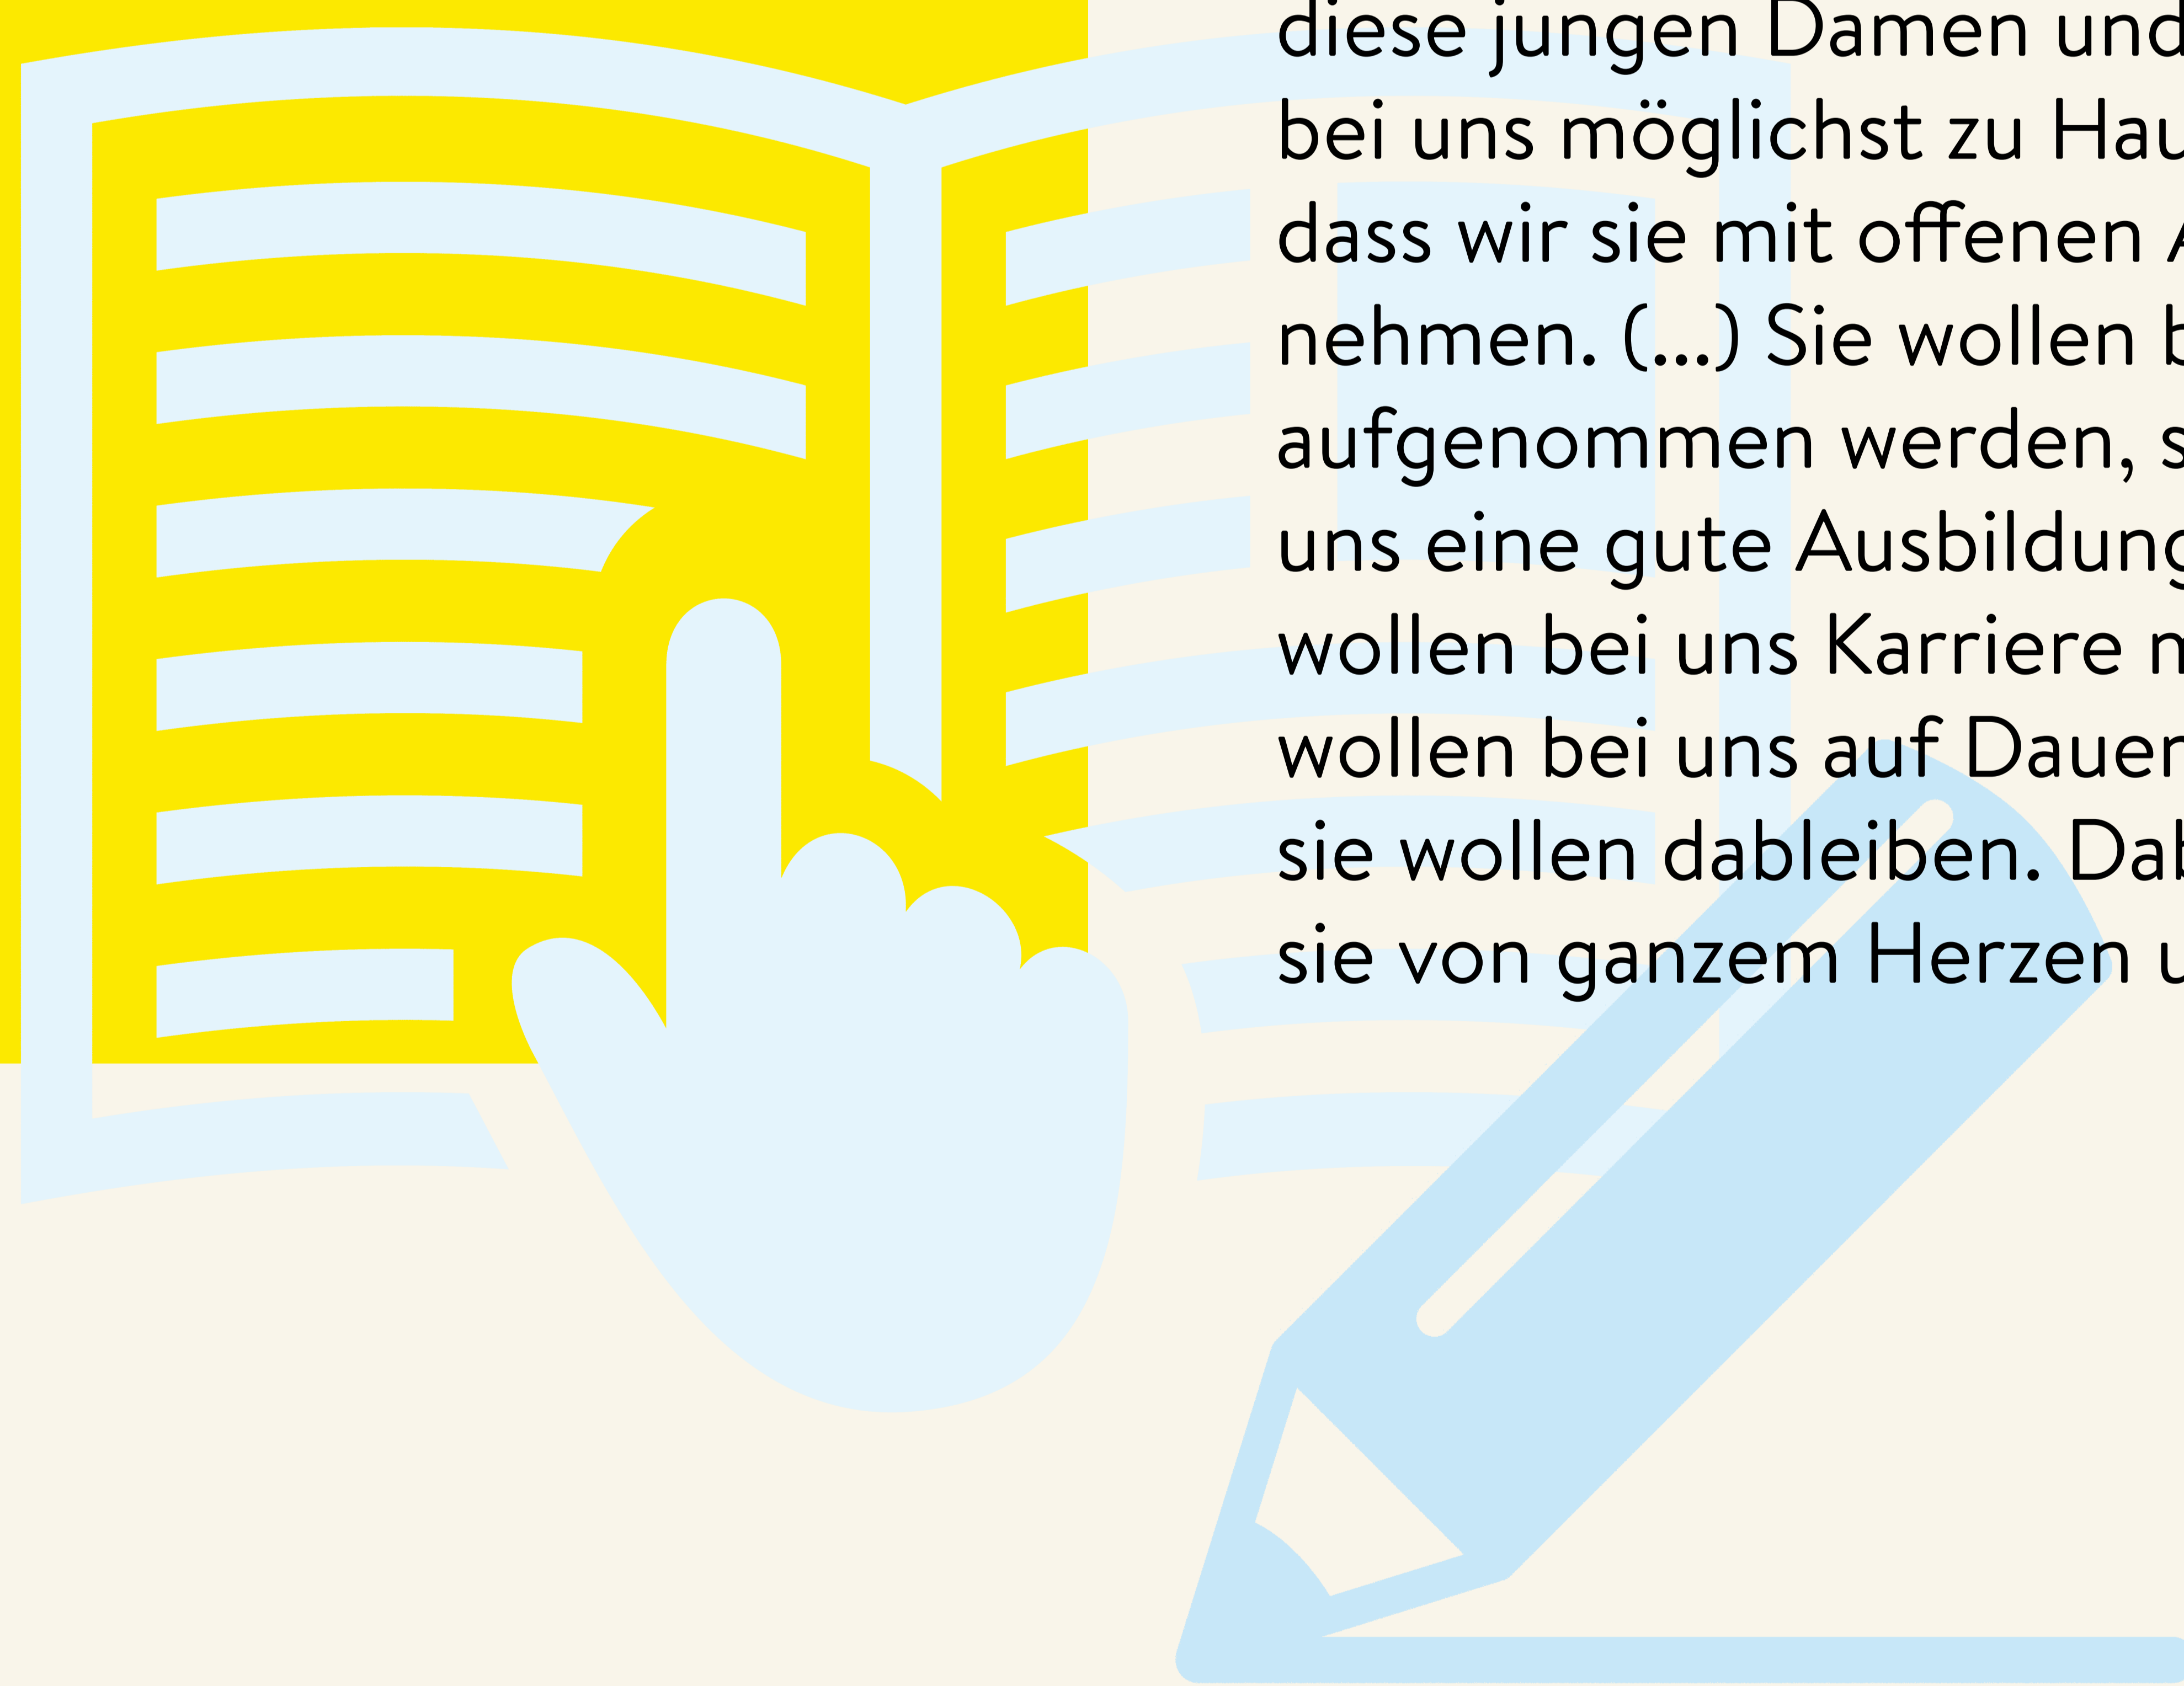 diese jungen Damen und
bei uns möglichst zu Hau
dass wir sie mit offenen A
nehmen. (…) Sie wollen b
aufgenommen werden, s
uns eine gute Ausbildung
wollen bei uns Karriere m
wollen bei uns auf Dauer
sie wollen dableiben. Dab
sie von ganzem Herzen u